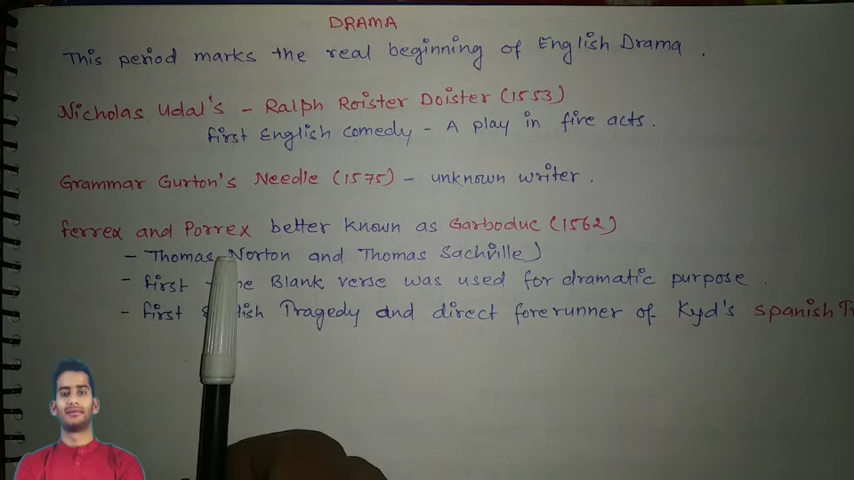 DRAMA
This period marks the real beginning of English Drama .
Nicholas Udal's - Ralph Roister Doister (1553)
first English comedy - A play in five acts .
Grammar Gurton's Needle (1575) - unknown writer .
ferrex and Porrex better known as Garboduc (1562)
- Thomas Norton and Thomas Sachville)
- first Blank verse was used for dramatic purpose .
- first Tragedy and direct forerunner of Kyd's spanish